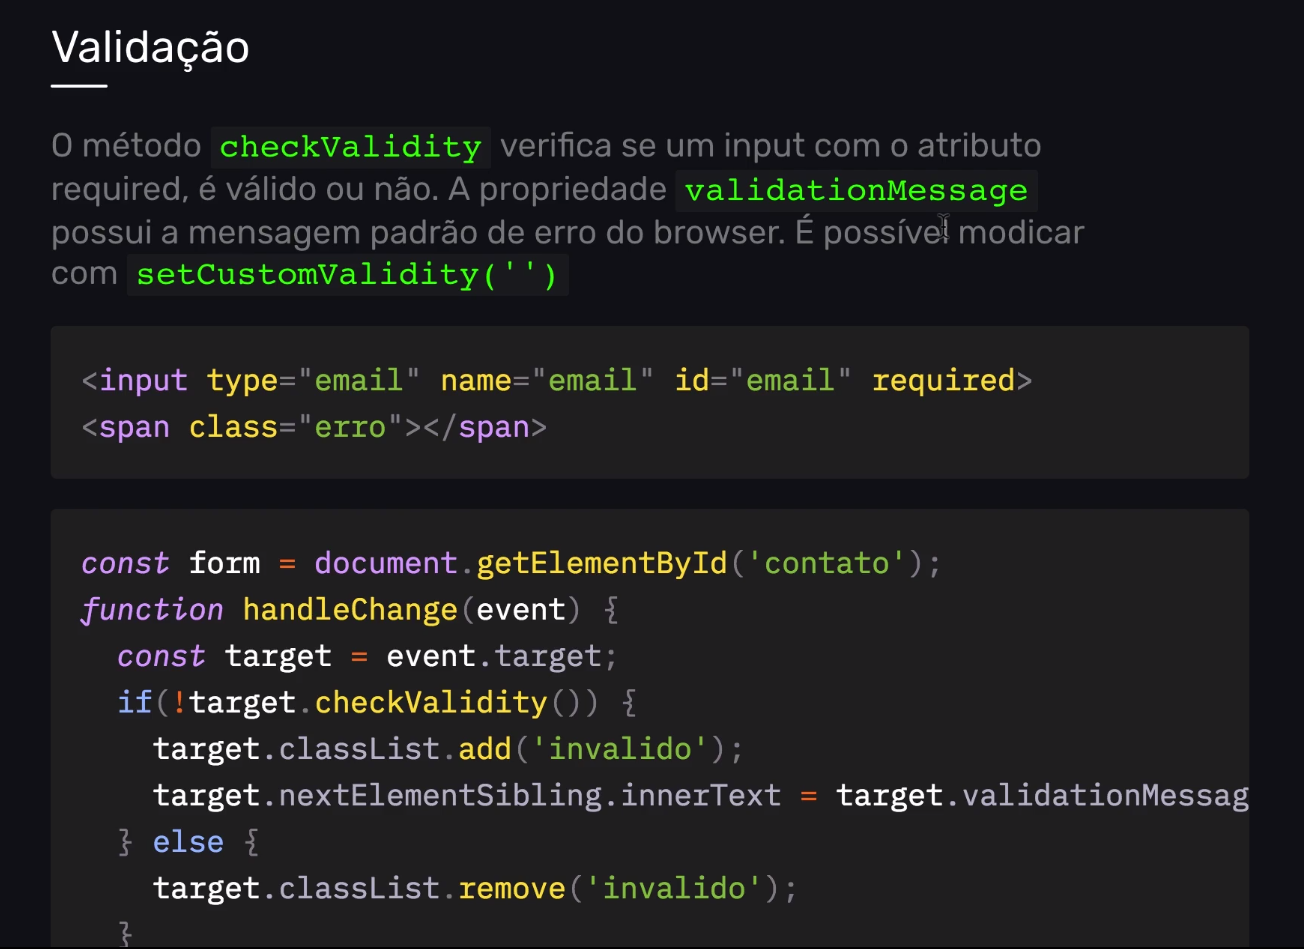 Validação
O método checkValidity verifica se um input com o atributo
required, é válido ou não. A propriedade validationMessage
possui a mensagem padrão de erro do browser. É possível modicar
com setCustomValidity('')
<input type="email" name="email" id="email" required>
<span class="erro"></span>
const form = document.getElementById('contato');
function handleChange(event) {
const target = event.target;
if(!target.checkValidity()) {
target.classList.add('invalido');
target.nextElementSibling.innerText = target.validationMessag
} else {
target.classList.remove('invalido');
}